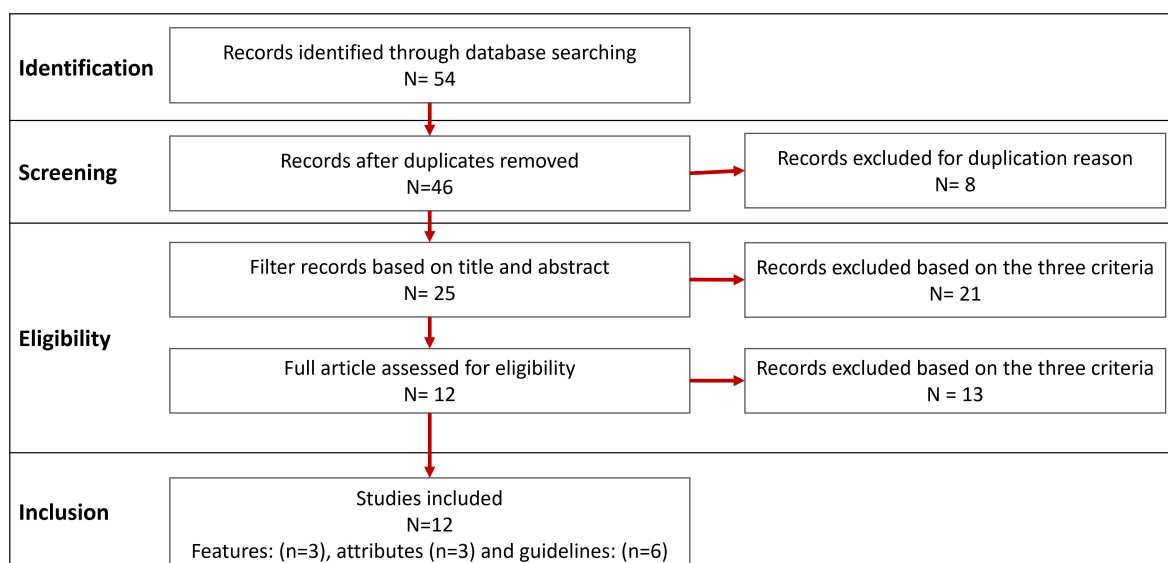 Identification
Records identified through database searching
N= 54
Screening
Records after duplicates removed
N=46
Records excluded for duplication reason
N= 8
Eligibility
Filter records based on title and abstract
N= 25
Records excluded based on the three criteria
N= 21
Full article assessed for eligibility
N= 12
Records excluded based on the three criteria
N = 13
Inclusion
Studies included
N=12
Features: (n=3), attributes (n=3) and guidelines: (n=6)